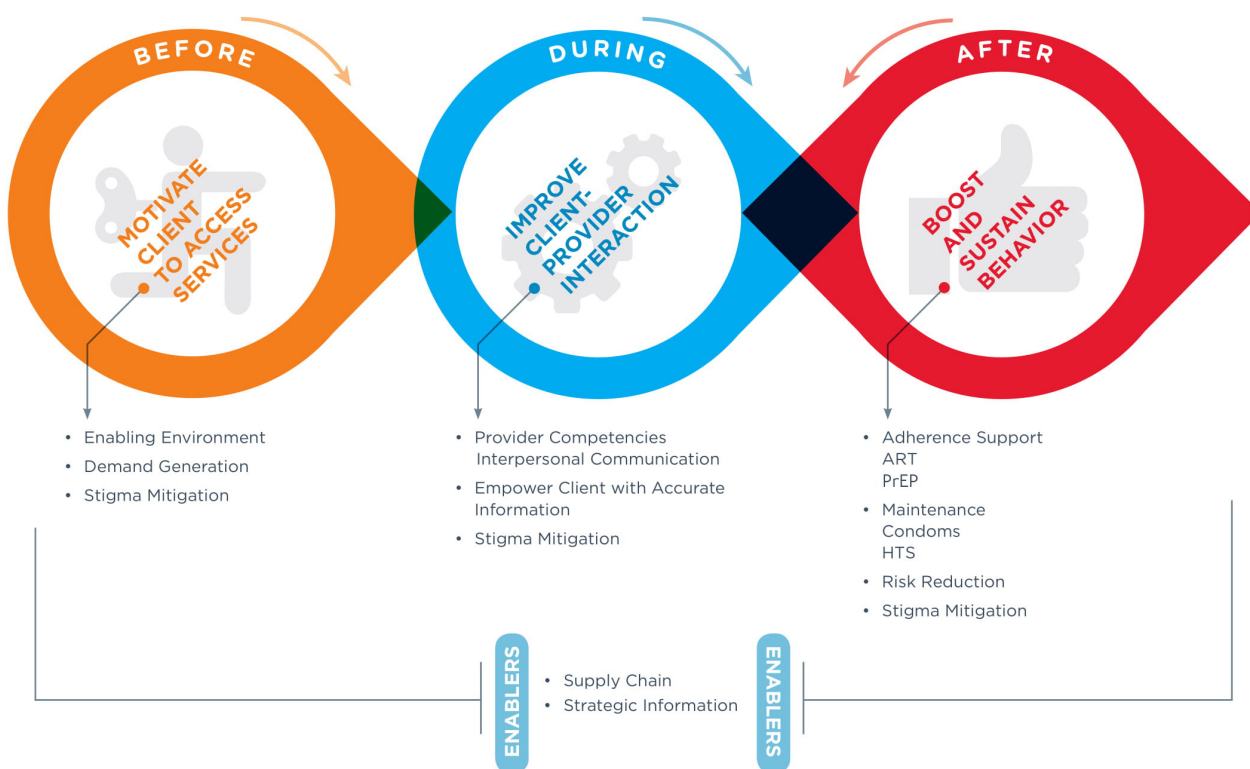 BEFORE
DURING
AFTER
MOTIVATE
CLIENT
TO ACCESS
SERVICES
IMPROVE
CLIENT-
PROVIDER
INTERACTION
BOOST
AND
SUSTAIN
BEHAVIOR
• Enabling Environment
• Demand Generation
• Stigma Mitigation
• Provider Competencies
Interpersonal Communication
• Empower Client with Accurate
Information
• Stigma Mitigation
• Adherence Support
ART
PrEP
• Maintenance
Condoms
HTS
• Risk Reduction
• Stigma Mitigation
ENABLERS
• Supply Chain
• Strategic Information
ENABLERS